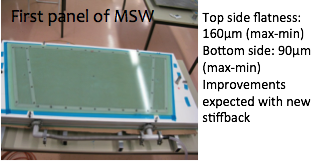 First panel of MSW
Top side flatness:
160μm (max-min)
Bottom side: 90μm
(max-min)
Improvements
expected with new
stiffback